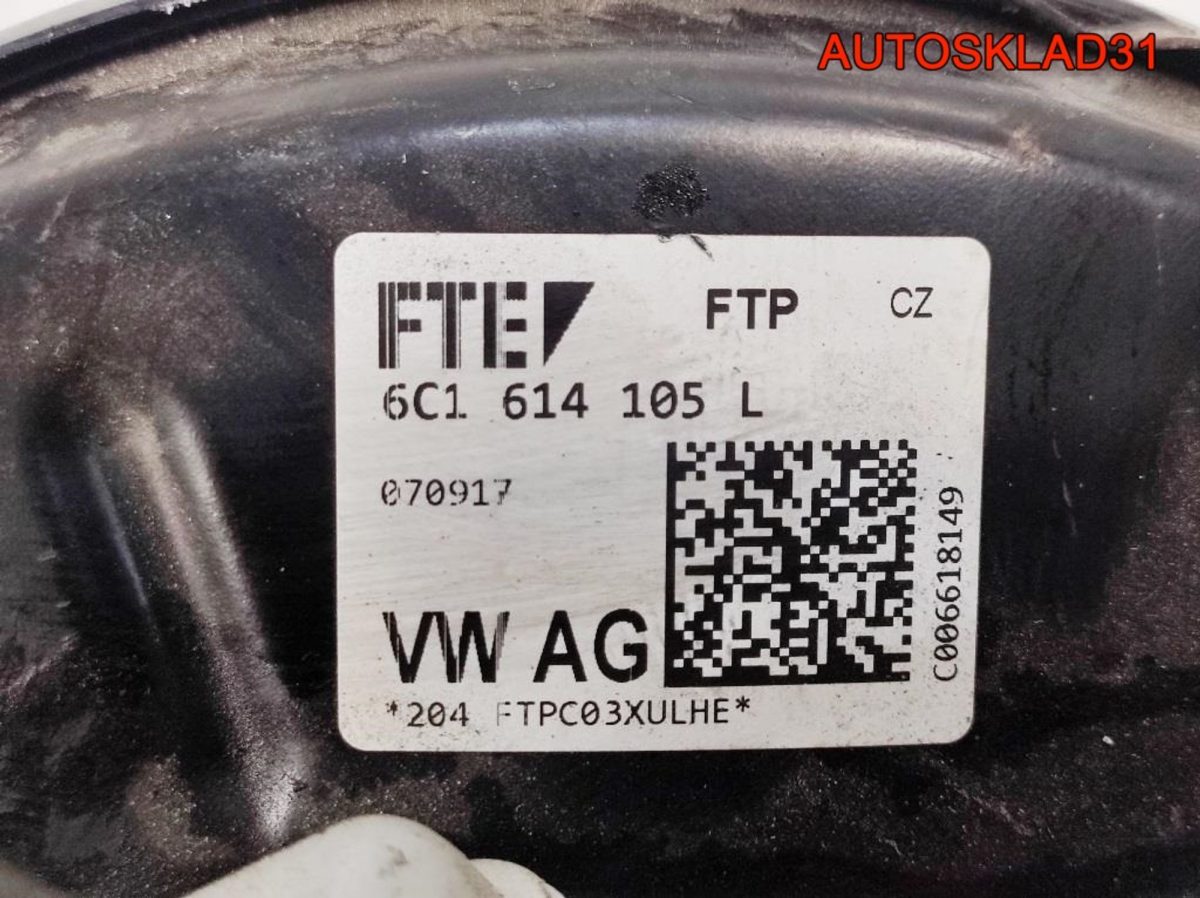 AUTOSKLAD31
FTE FTP CZ
6C1 614 105 L
070917
VW AG
C006618149
*204 FTPC03XULHE*